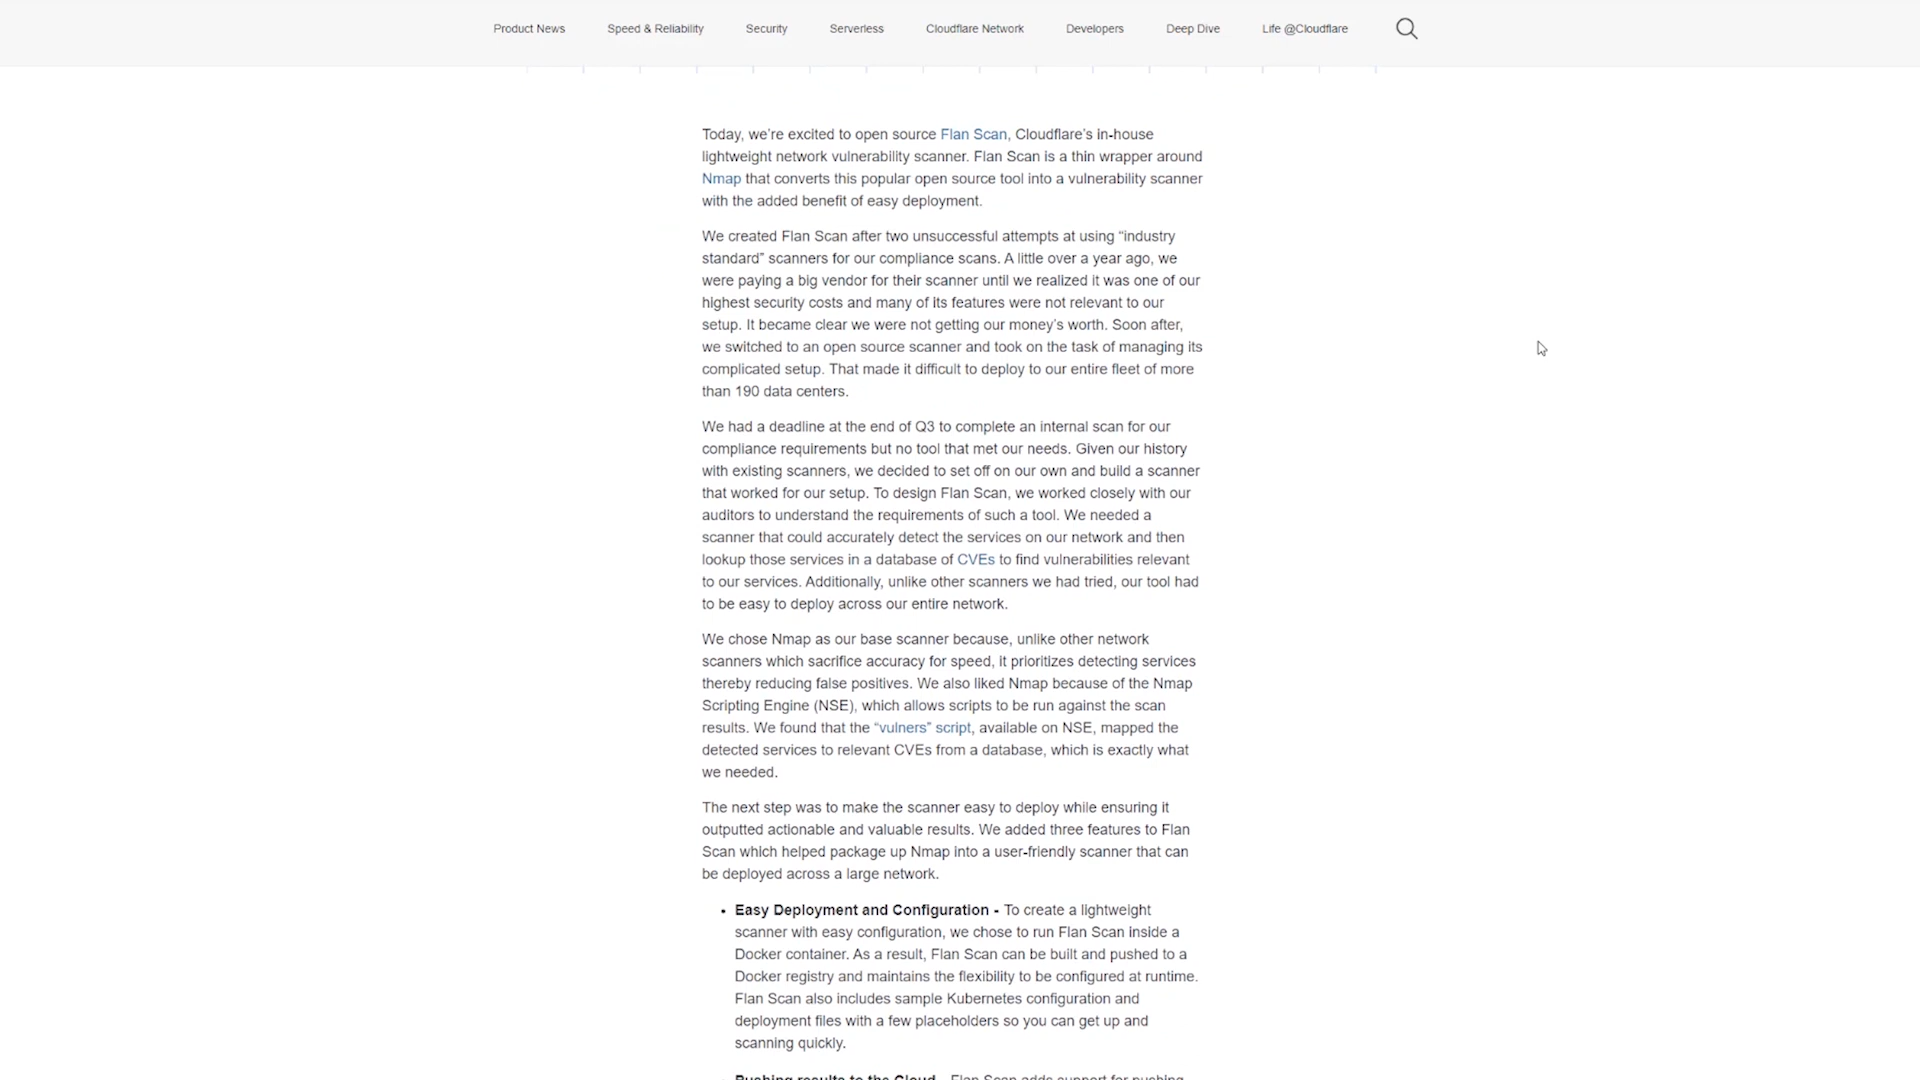 Product News Speed & Reliability Security Serverless Cloudflare Network Developers Deep Dive Life @Cloudflare
Today, we're excited to open source Flan Scan, Cloudflare's in-house
lightweight network vulnerability scanner. Flan Scan is a thin wrapper around
Nmap that converts this popular open source tool into a vulnerability scanner
with the added benefit of easy deployment.
We created Flan Scan after two unsuccessful attempts at using “industry
standard” scanners for our compliance scans. A little over a year ago, we
were paying a big vendor for their scanner until we realized it was one of our
highest security costs and many of its features were not relevant to our
setup. It became clear we were not getting our money's worth. Soon after,
we switched to an open source scanner and took on the task of managing its
complicated setup. That made it difficult to deploy to our entire fleet of more
than 190 data centers.
We had a deadline at the end of Q3 to complete an internal scan for our
compliance requirements but no tool that met our needs. Given our history
with existing scanners, we decided to set off on our own and build a scanner
that worked for our setup. To design Flan Scan, we worked closely with our
auditors to understand the requirements of such a tool. We needed a
scanner that could accurately detect the services on our network and then
lookup those services in a database of CVEs to find vulnerabilities relevant
to our services. Additionally, unlike other scanners we had tried, our tool had
to be easy to deploy across our entire network.
We chose Nmap as our base scanner because, unlike other network
scanners which sacrifice accuracy for speed, it prioritizes detecting services
thereby reducing false positives. We also liked Nmap because of the Nmap
Scripting Engine (NSE), which allows scripts to be run against the scan
results. We found that the “vulners” script, available on NSE, mapped the
detected services to relevant CVEs from a database, which is exactly what
we needed.
The next step was to make the scanner easy to deploy while ensuring it
outputted actionable and valuable results. We added three features to Flan
Scan which helped package up Nmap into a user-friendly scanner that can
be deployed across a large network.
• Easy Deployment and Configuration - To create a lightweight
scanner with easy configuration, we chose to run Flan Scan inside a
Docker container. As a result, Flan Scan can be built and pushed to a
Docker registry and maintains the flexibility to be configured at runtime.
Flan Scan also includes sample Kubernetes configuration and
deployment files with a few placeholders so you can get up and
scanning quickly.
Pushing results to the Cloud - Flan Scan adds support for pushing